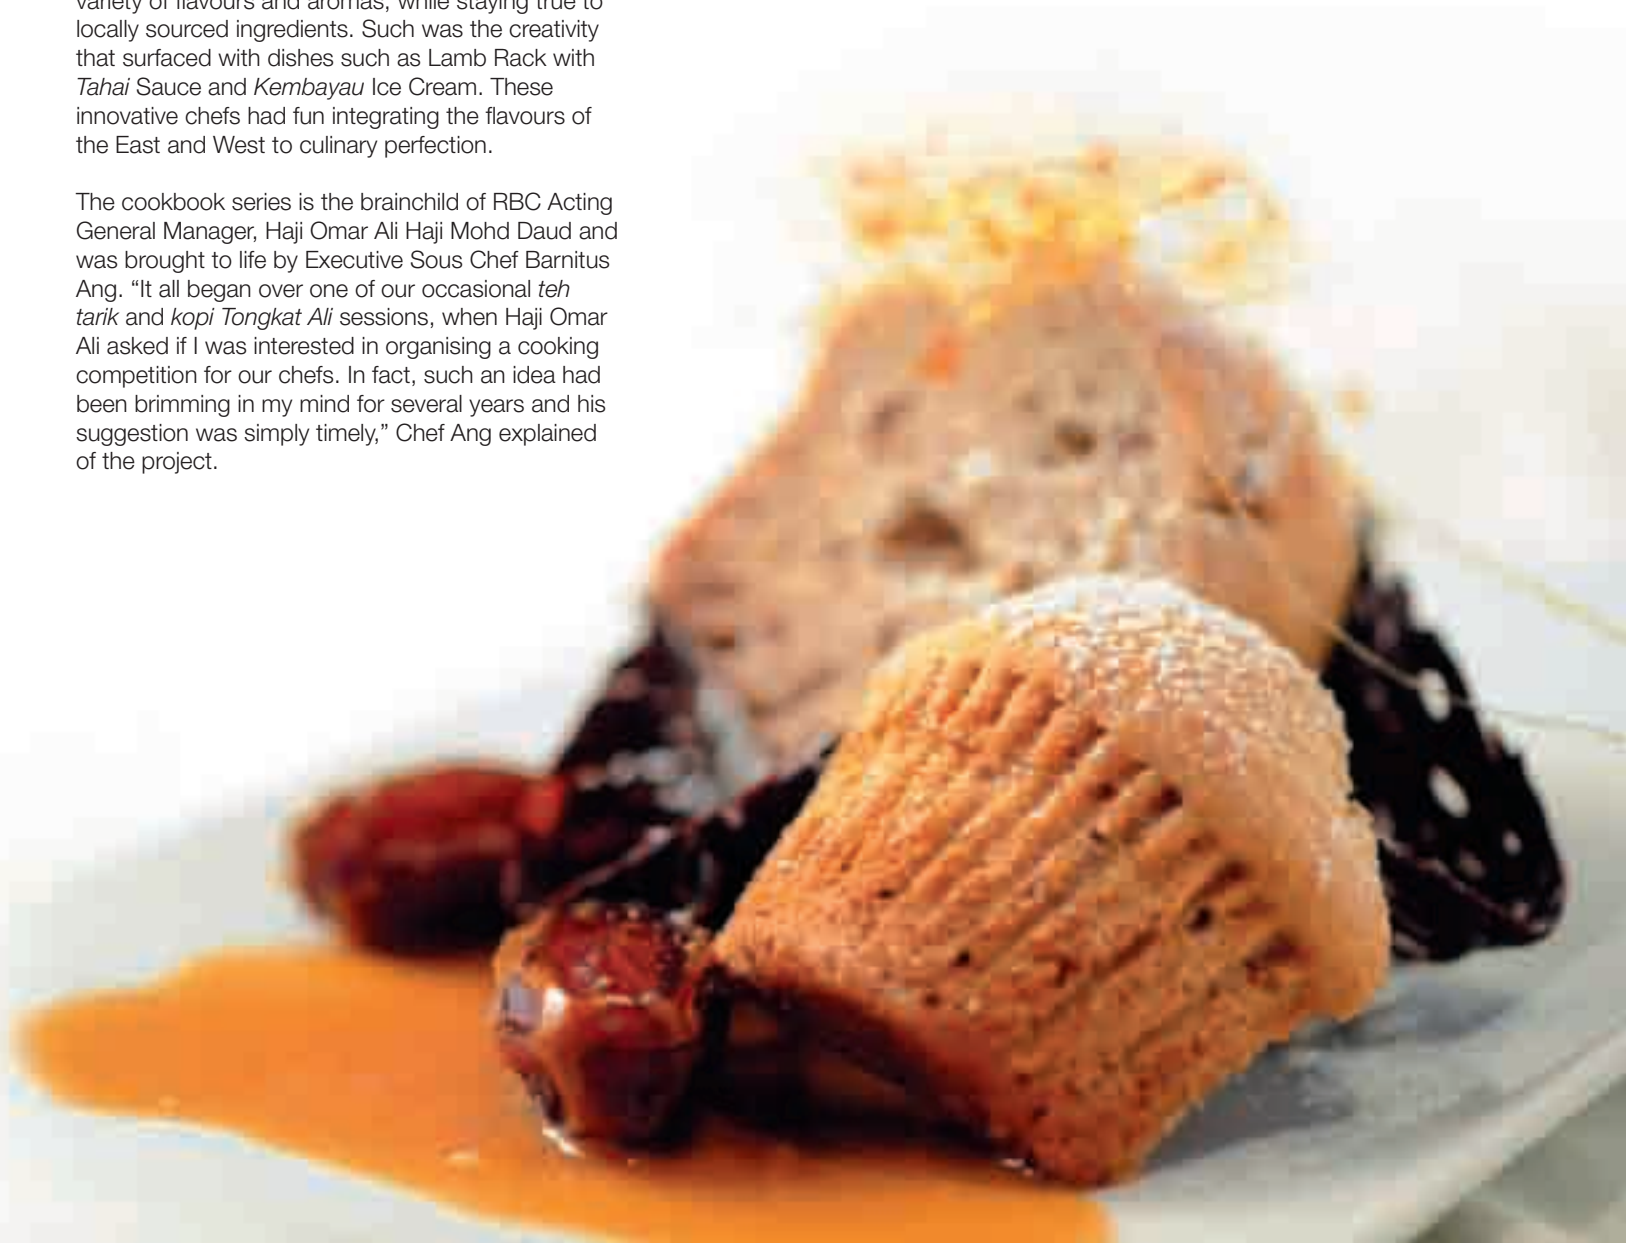 variety of flavours and aromas, while staying true to
locally sourced ingredients. Such was the creativity
that surfaced with dishes such as Lamb Rack with
Tahai Sauce and Kembayau Ice Cream. These
innovative chefs had fun integrating the flavours of
the East and West to culinary perfection.
The cookbook series is the brainchild of RBC Acting
General Manager, Haji Omar Ali Haji Mohd Daud and
was brought to life by Executive Sous Chef Barnitus
Ang. “It all began over one of our occasional teh
tarik and kopi Tongkat Ali sessions, when Haji Omar
Ali asked if I was interested in organising a cooking
competition for our chefs. In fact, such an idea had
been brimming in my mind for several years and his
suggestion was simply timely,” Chef Ang explained
of the project.